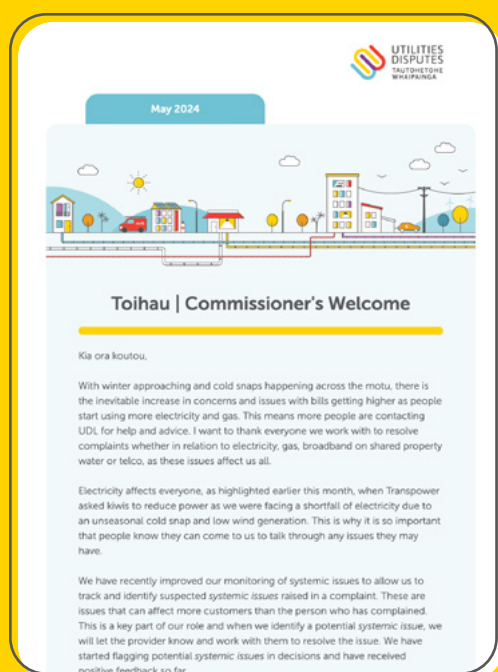 UTILITIES
DISPUTES
TAUTOHETOHE
WHAIPAINGA
May 2024
Toihau | Commissioner's Welcome
Kia ora koutou,
With winter approaching and cold snaps happening across the motu, there is
the inevitable increase in concerns and issues with bills getting higher as people
start using more electricity and gas. This means more people are contacting
UDL for help and advice. I want to thank everyone we work with to resolve
complaints whether in relation to electricity, gas, broadband on shared property
water or telco, as these issues affect us all.
Electricity affects everyone, as highlighted earlier this month, when Transpower
asked kiwis to reduce power as we were facing a shortfall of electricity due to
an unseasonal cold snap and low wind generation. This is why it is so important
that people know they can come to us to talk through any issues they may
have.
We have recently improved our monitoring of systemic issues to allow us to
track and identify suspected systemic issues raised in a complaint. These are
issues that can affect more customers than the person who has complained.
This is a key part of our role and when we identify a potential systemic issue, we
will let the provider know and work with them to resolve the issue. We have
started flagging potential systemic issues in decisions and have received
positive feedback so far.